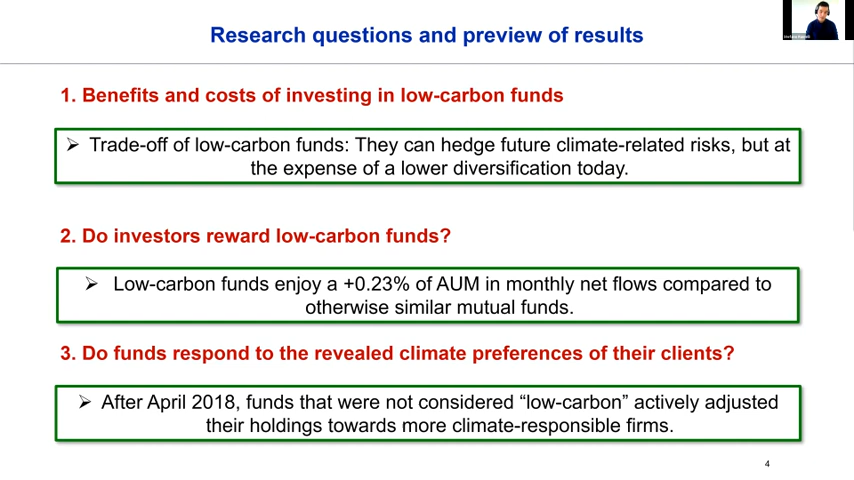 Research questions and preview of results
1. Benefits and costs of investing in low-carbon funds
➢ Trade-off of low-carbon funds: They can hedge future climate-related risks, but at
the expense of a lower diversification today.
2. Do investors reward low-carbon funds?
➢ Low-carbon funds enjoy a +0.23% of AUM in monthly net flows compared to
otherwise similar mutual funds.
3. Do funds respond to the revealed climate preferences of their clients?
➢ After April 2018, funds that were not considered “low-carbon” actively adjusted
their holdings towards more climate-responsible firms.
4